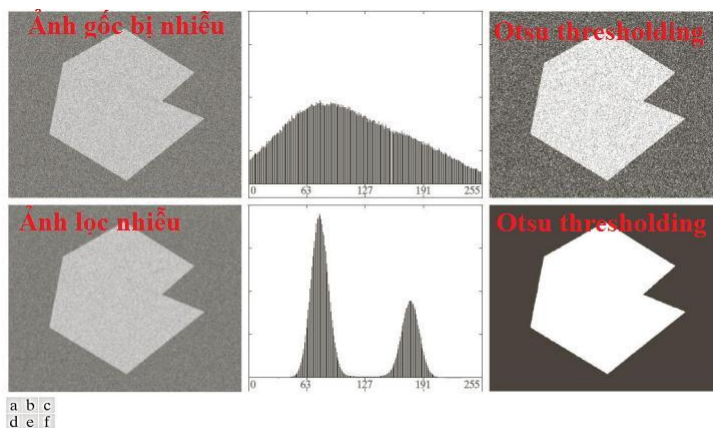 Ảnh gốc bị nhiễu
Otsu thresholding
0 63 127 191 255
Ảnh lọc nhiễu
Otsu thresholding
0 63 127 191 255
a b c
d e f